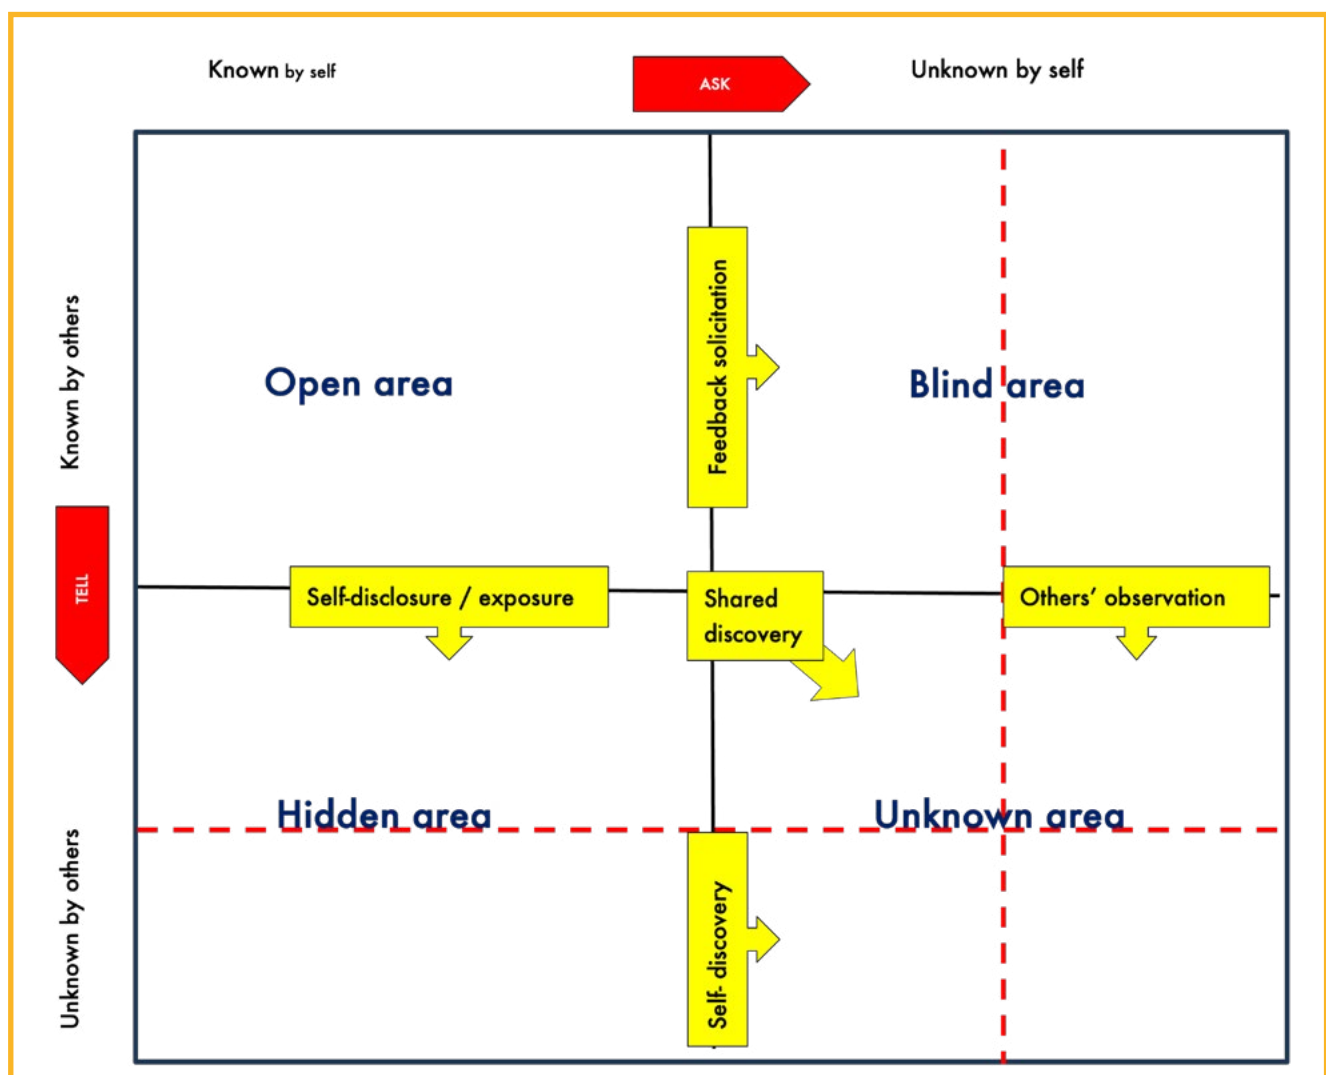 Known by self
ASK
Unknown by self
Known by others
Feedback solicitation
Open area
Blind area
TELL
Self-disclosure / exposure
Shared
discovery
Others’ observation
Hidden area
Unknown area
Unknown by others
Self- discovery